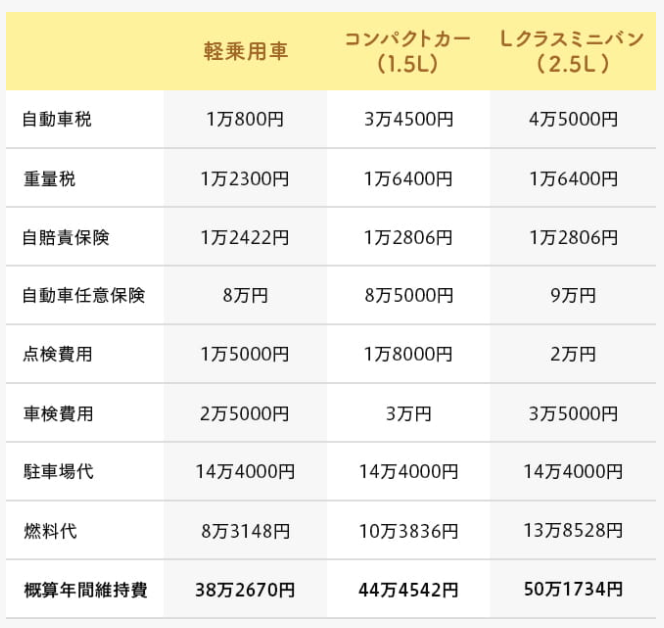 軽乗用車 コンパクトカー Lクラスミニバン
(1.5L) (2.5L)
自動車税 1万800円 3万4500円 4万5000円
重量税 1万2300円 1万6400円 1万6400円
自賠責保険 1万2422円 1万2806円 1万2806円
自動車任意保険 8万円 8万5000円 9万円
点検費用 1万5000円 1万8000円 2万円
車検費用 2万5000円 3万円 3万5000円
駐車場代 14万4000円 14万4000円 14万4000円
燃料代 8万3148円 10万3836円 13万8528円
概算年間維持費 38万2670円 44万4542円 50万1734円